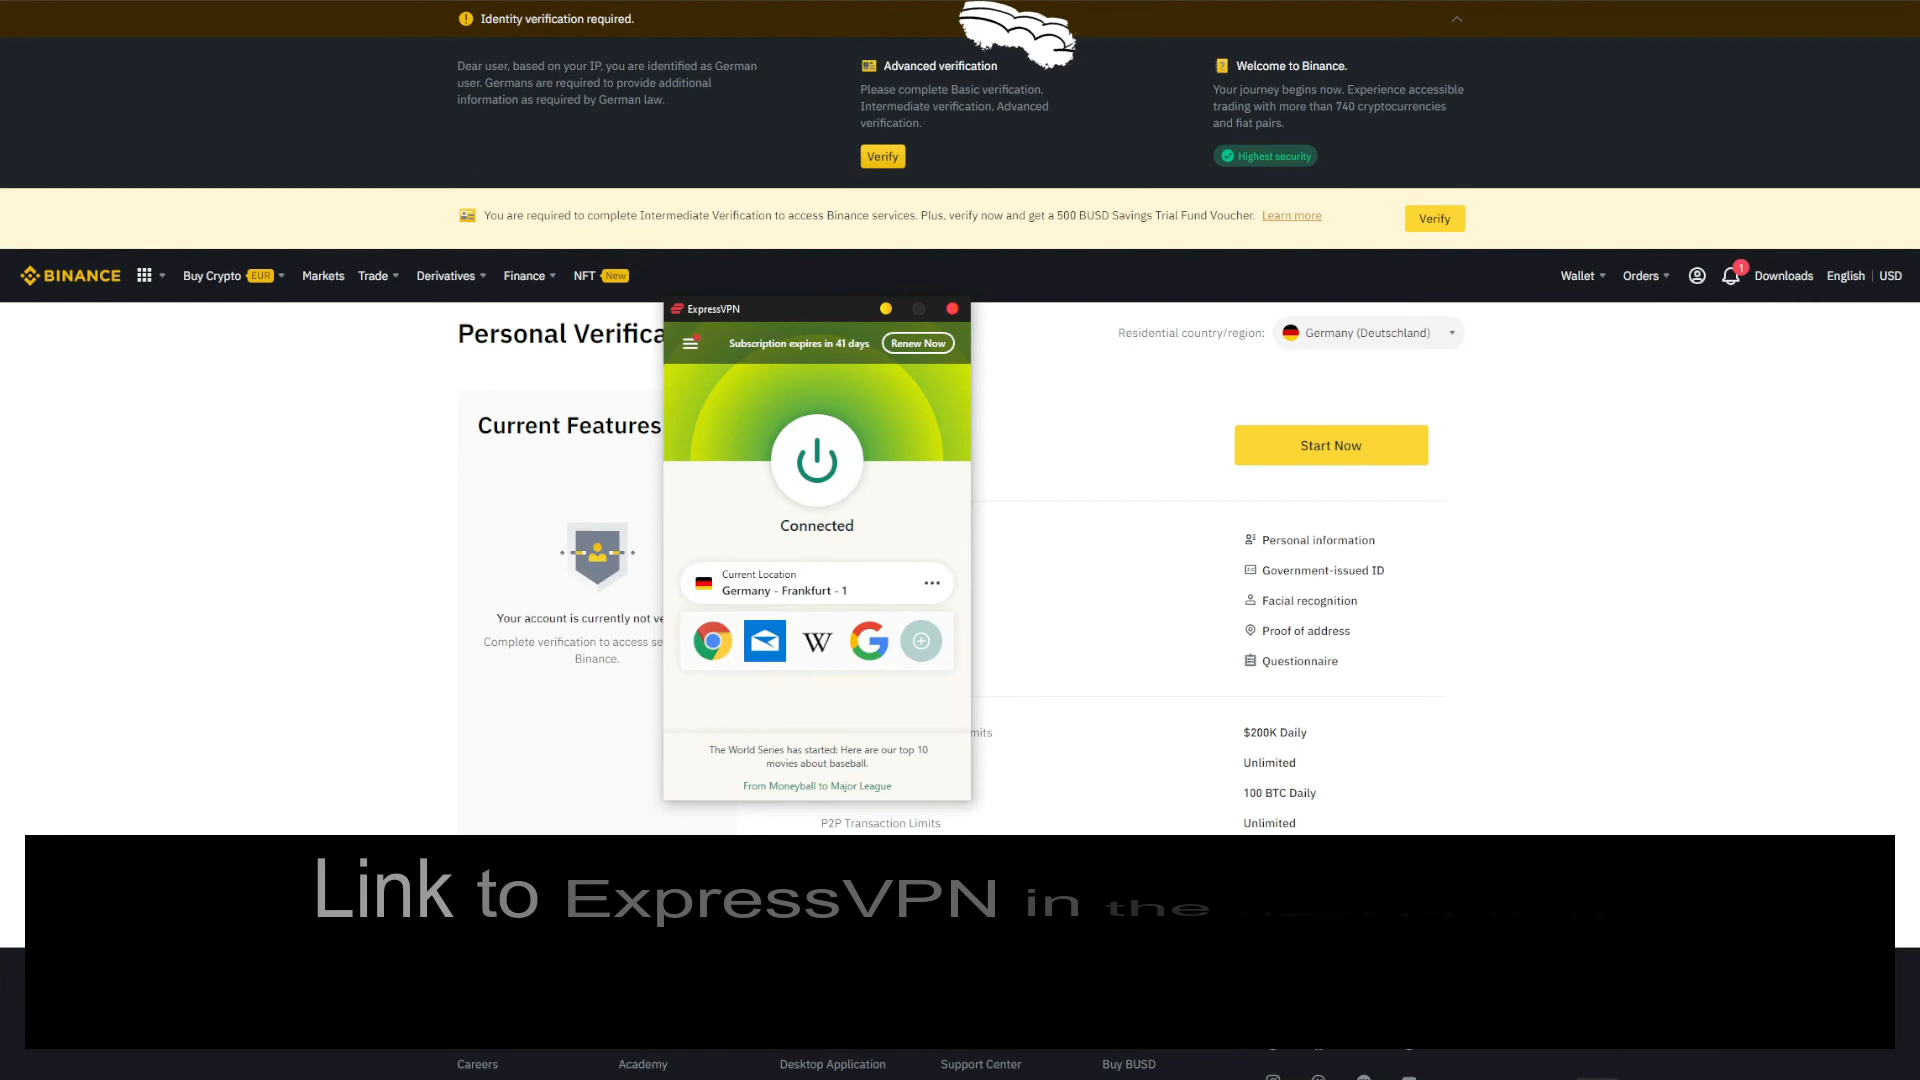 Identity verification required.
Dear user, based on your IP, you are identified as German
user. Germans are required to provide additional
information as required by German law.
Advanced verification
Please complete Basic verification,
Intermediate verification, Advanced
verification.
Verify
Welcome to Binance.
Your journey begins now. Experience accessible
trading with more than 740 cryptocurrencies
and fiat pairs.
Highest security
You are required to complete Intermediate Verification to access Binance services. Plus, verify now and get a 500 BUSD Savings Trial Fund Voucher. Learn more
Verify
BINANCE Buy Crypto EUR Markets Trade Derivatives Finance NFT New Wallet Orders 1 Downloads English | USD
Personal Verifica
Residential country/region: Germany (Deutschland)
Current Features
Your account is currently not ve
Complete verification to access se
Binance.
ExpressVPN
Subscription expires in 41 days Renew Now
Connected
Current Location
Germany - Frankfurt - 1
W
The World Series has started: Here are our top 10
movies about baseball.
From Moneyball to Major League
Start Now
Personal information
Government-issued ID
Facial recognition
Proof of address
Questionnaire
mits
$200K Daily
Unlimited
100 BTC Daily
P2P Transaction Limits
Unlimited
Link to ExpressVPN in the
Careers Academy Desktop Application Support Center Buy BUSD